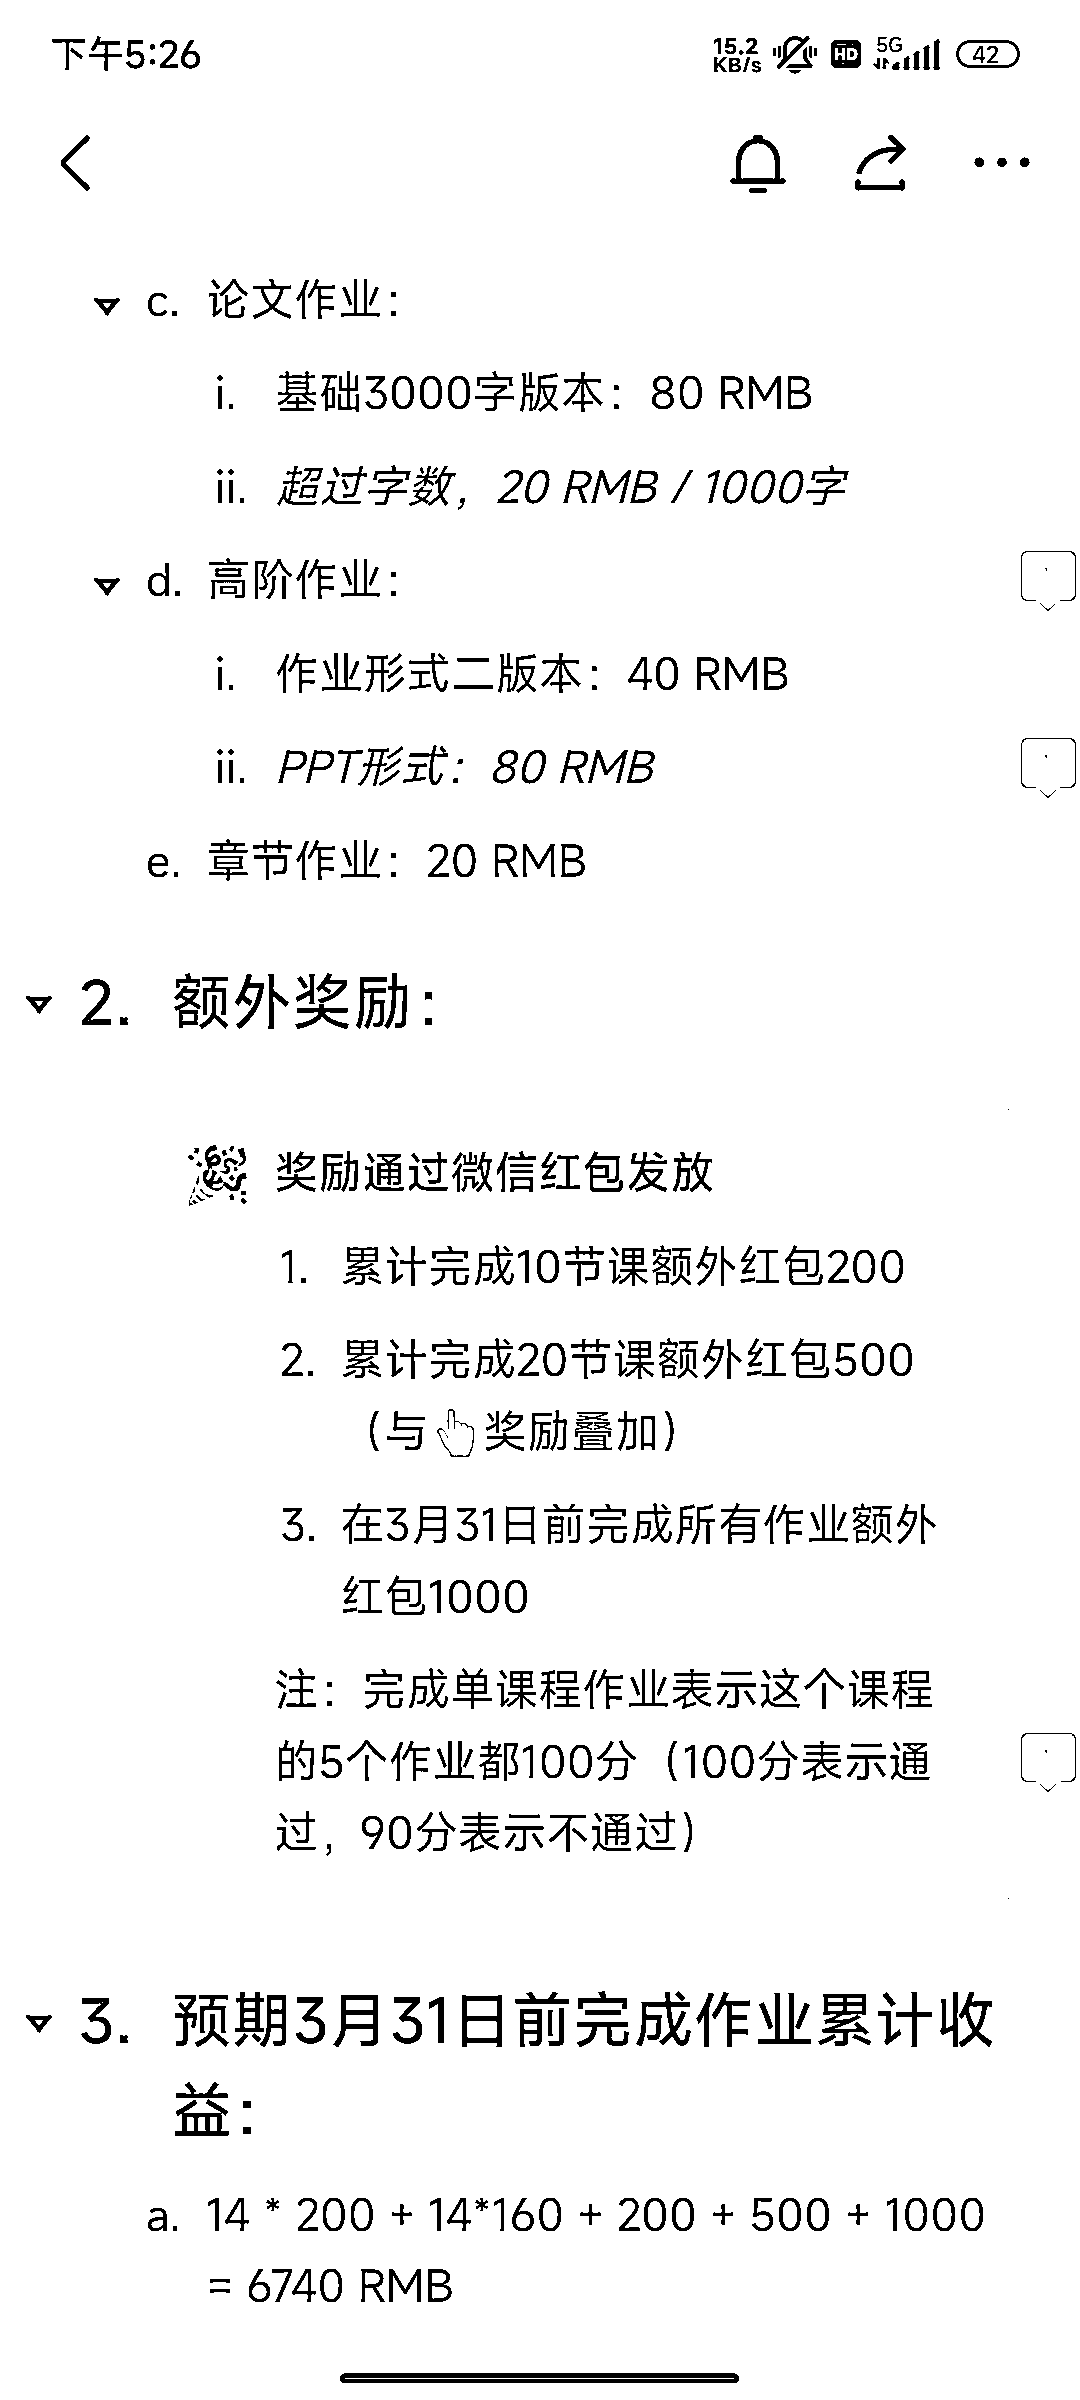 下午5:26
15.2 KB/s HD 5G 42
c. 论文作业：
i. 基础3000字版本：80 RMB
ii. 超过字数，20 RMB / 1000字
d. 高阶作业：
i. 作业形式二版本：40 RMB
ii. PPT形式：80 RMB
e. 章节作业：20 RMB
2. 额外奖励：
🎉 奖励通过微信红包发放
1. 累计完成10节课额外红包200
2. 累计完成20节课额外红包500
（与👆奖励叠加）
3. 在3月31日前完成所有作业额外
红包1000
注：完成单课程作业表示这个课程
的5个作业都100分（100分表示通
过，90分表示不通过）
3. 预期3月31日前完成作业累计收
益：
a. 14 * 200 + 14*160 + 200 + 500 + 1000
= 6740 RMB